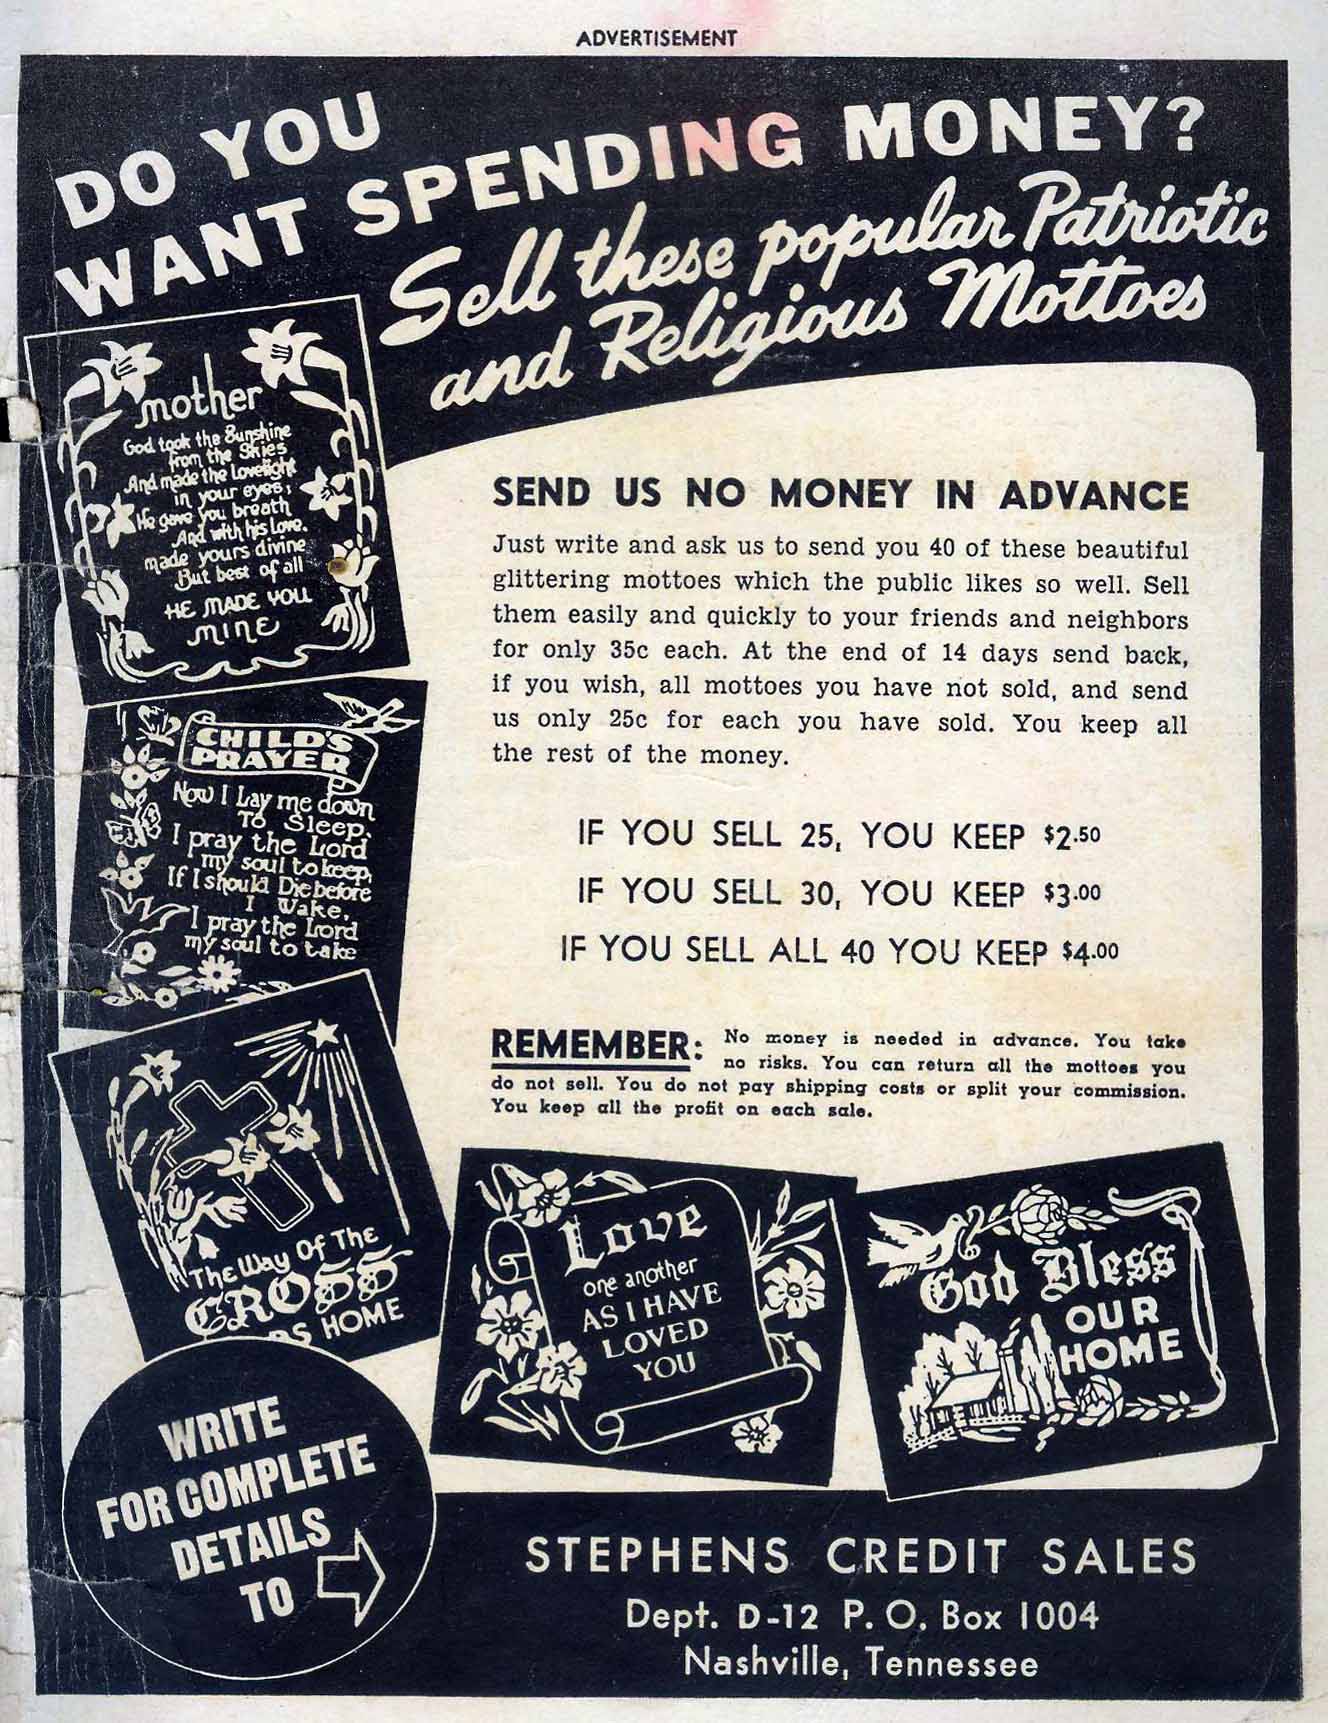 ADVERTISEMENT
DO YOU
WANT SPENDING MONEY?
Sell these popular Patriotic
and Religious Mottoes
mother
God took the Sunshine
from the Skies
And made the Lovelight
in your eyes;
He gave you breath
And with his Love.
made yours divine
But best of all
HE MADE YOU
MINE
CHILD'S
PRAYER
Now I Lay me down
To Sleep.
I pray the Lord
my soul to keep,
If I should Die before
I Wake,
I pray the Lord
my soul to take
The Way Of The
CROSS
HOME
SEND US NO MONEY IN ADVANCE
Just write and ask us to send you 40 of these beautiful
glittering mottoes which the public likes so well. Sell
them easily and quickly to your friends and neighbors
for only 35c each. At the end of 14 days send back,
if you wish, all mottoes you have not sold, and send
us only 25c for each you have sold. You keep all
the rest of the money.
IF YOU SELL 25, YOU KEEP $2.50
IF YOU SELL 30, YOU KEEP $3.00
IF YOU SELL ALL 40 YOU KEEP $4.00
REMEMBER: No money is needed in advance. You take
no risks. You can return all the mottoes you
do not sell. You do not pay shipping costs or split your commission.
You keep all the profit on each sale.
Love
one another
AS I HAVE
LOVED
YOU
God Bless
OUR
HOME
WRITE
FOR COMPLETE
DETAILS
TO
STEPHENS CREDIT SALES
Dept. D-12 P. O. Box 1004
Nashville, Tennessee